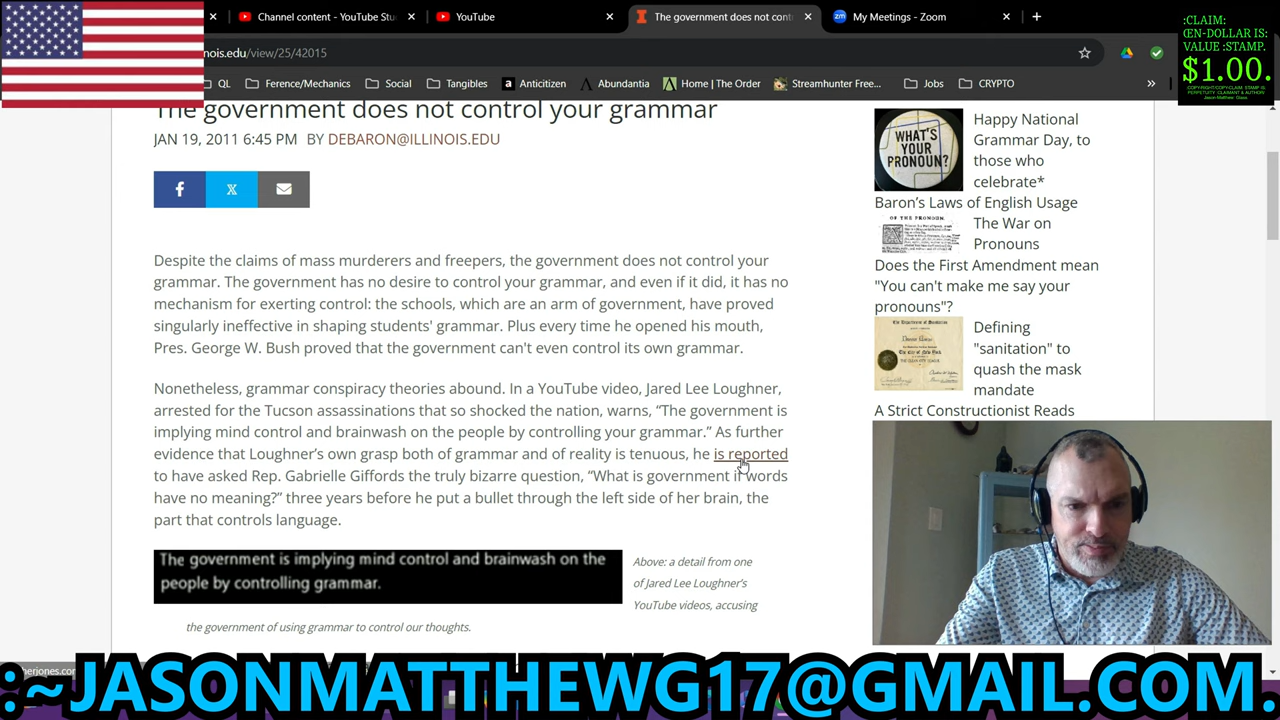 Channel content - YouTube Stu
YouTube
The government does not contr
My Meetings - Zoom
nois.edu/view/25/42015
QL
Ference/Mechanics
Social
Tangle
Antigen
Abundantia
Home | The Order
Shumpenter Free
Jobs
CRYPTO
:CLAIM:
ŒN-DOLLAR IS:
VALUE :STAMP.
$1.00.
The government does not control your grammar
JAN 19, 2011 6:45 PM BY DEBARON@ILLINOIS.EDU
Despite the claims of mass murderers and freepers, the government does not control your
grammar. The government has no desire to control your grammar, and even if it did, it has no
mechanism for exerting control: the schools, which are an arm of government, have proved
singularly ineffective in shaping students' grammar. Plus every time he opened his mouth,
Pres. George W. Bush proved that the government can't even control its own grammar.
Nonetheless, grammar conspiracy theories abound. In a YouTube video, Jared Lee Loughner,
arrested for the Tucson assassinations that so shocked the nation, warns, “The government is
implying mind control and brainwash on the people by controlling your grammar.” As further
evidence that Loughner’s own grasp both of grammar and of reality is tenuous, he is reported
to have asked Rep. Gabrielle Giffords the truly bizarre question, “What is government if words
have no meaning?” three years before he put a bullet through the left side of her brain, the
part that controls language.
The government is implying mind control and brainwash on the
people by controlling grammar.
Above: a detail from one
of Jared Lee Loughner’s
YouTube videos, accusing
the government of using grammar to control our thoughts.
WHAT'S
YOUR
PRONOUN?
Happy National
Grammar Day, to
those who
celebrate*
Baron’s Laws of English Usage
OF THE PRONOUN.
The War on
Pronouns
Does the First Amendment mean
"You can't make me say your
pronouns"?
Defining
"sanitation" to
quash the mask
mandate
A Strict Constructionist Reads
:~JASONMATTHEWG17@GMAIL.COM.